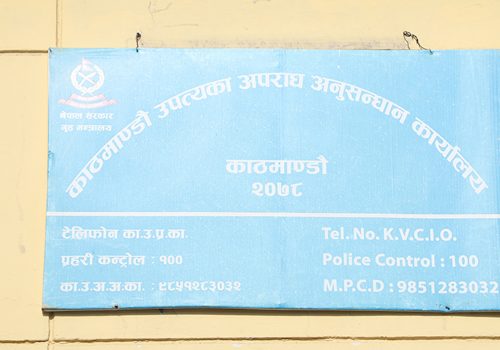 नेपाल सरकार
गृह मन्त्रालय
काठमाण्डौ उपत्यका अपराध अनुसन्धान कार्यालय
काठमाण्डौ
२०७८
टेलिफोन का.उ.प्र.का.
प्रहरी कन्ट्रोल : १००
का.उ.अ.अ.का. : ९८५१२८३०३२
Tel. No. K.V.C.I.O.
Police Control : 100
M.P.C.D : 9851283032